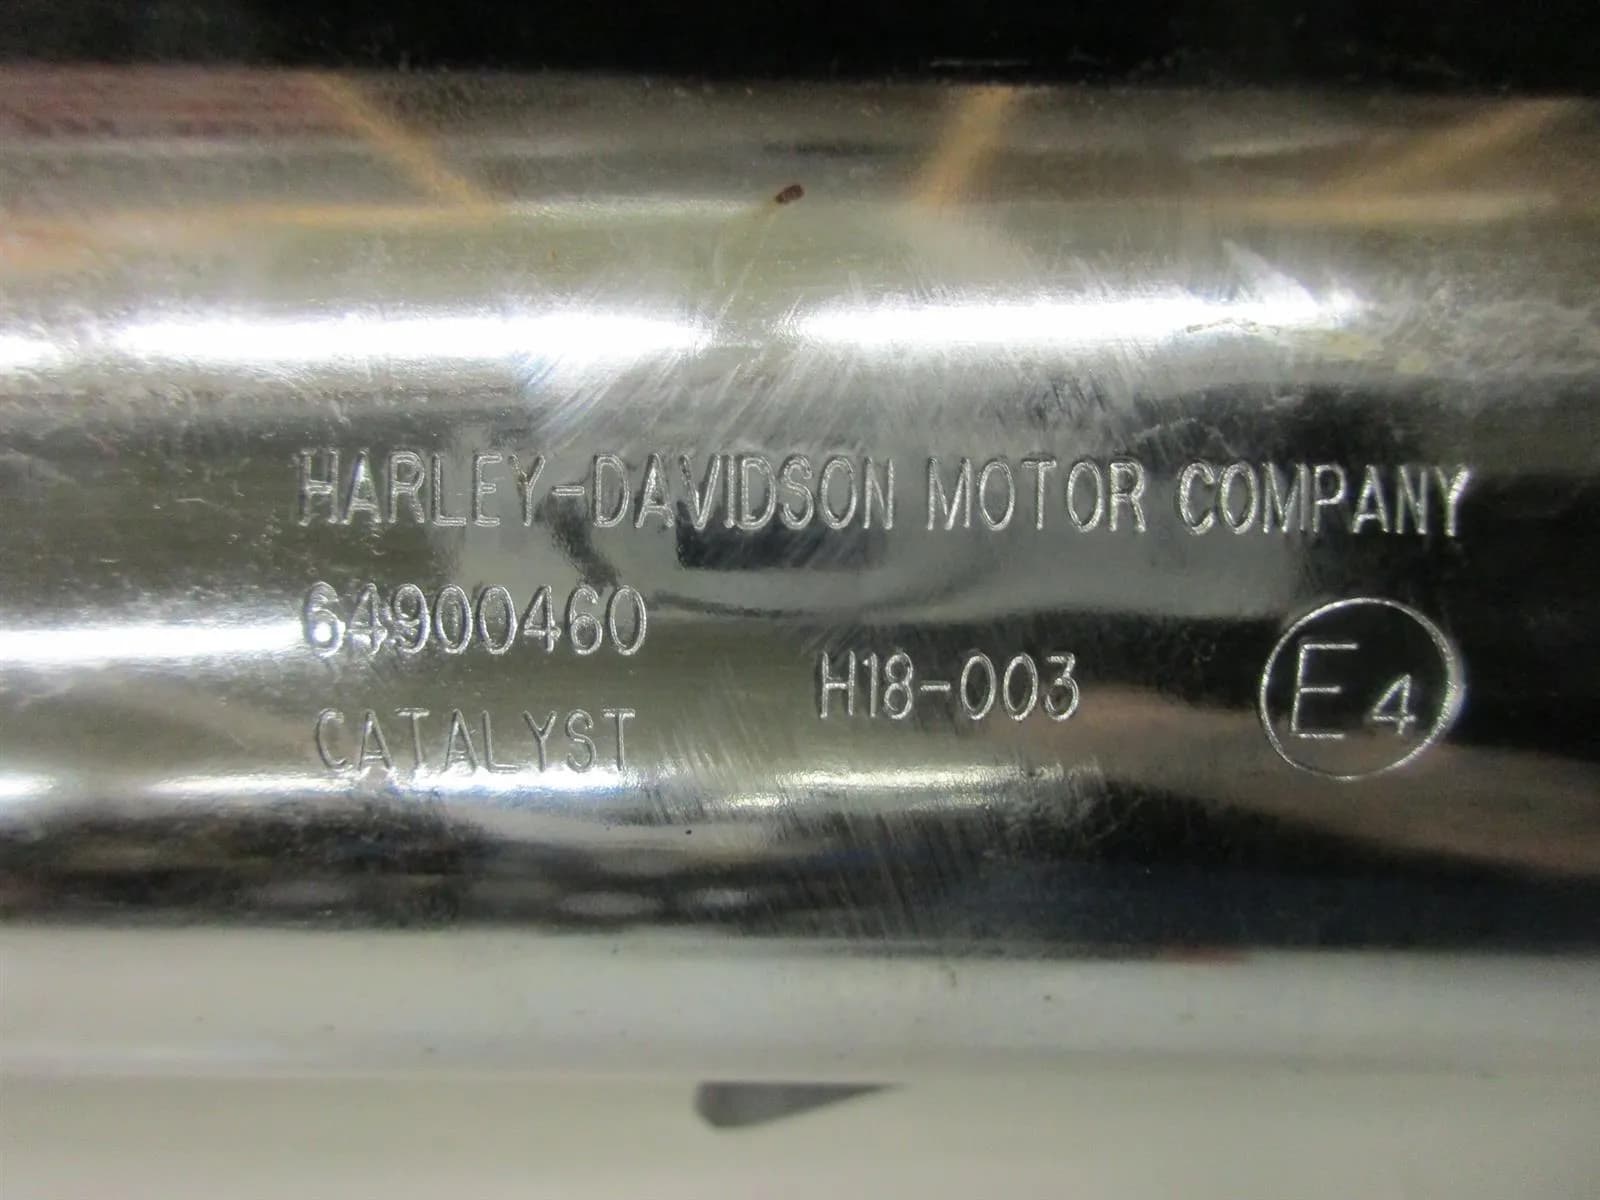 HARLEY-DAVIDSON MOTOR COMPANY
64900460
H18-003
E4
CATALYST